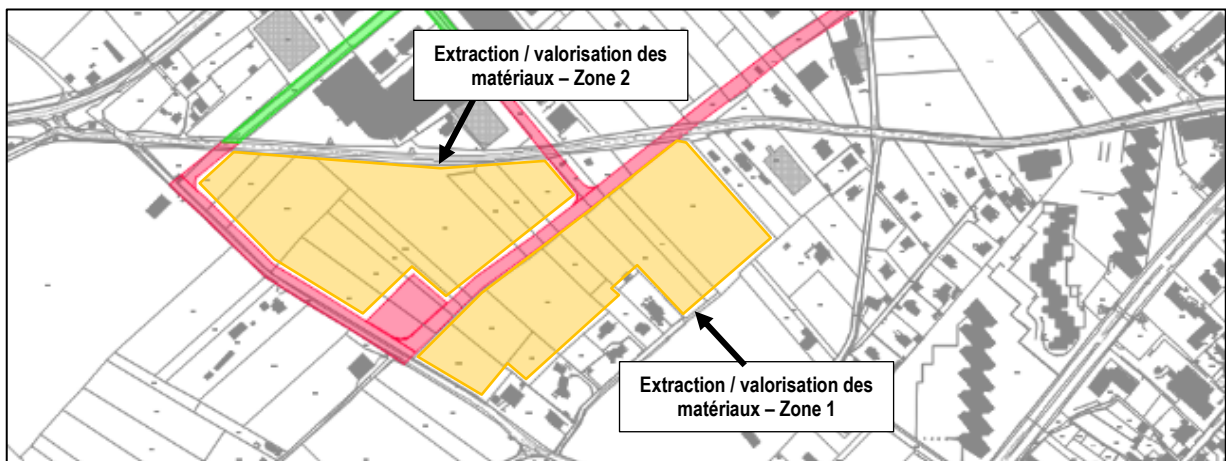 Extraction / valorisation des
matériaux – Zone 2
Extraction / valorisation des
matériaux – Zone 1